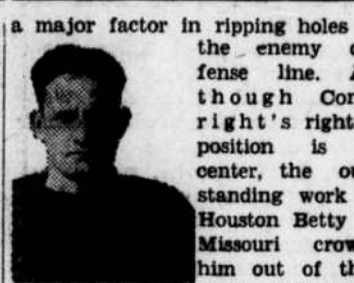 a major factor in ripping holes
the enemy
fense line.
though Con
right's right
position is
center, the ou
standing work
Houston Betty
Missouri crow
him out of th